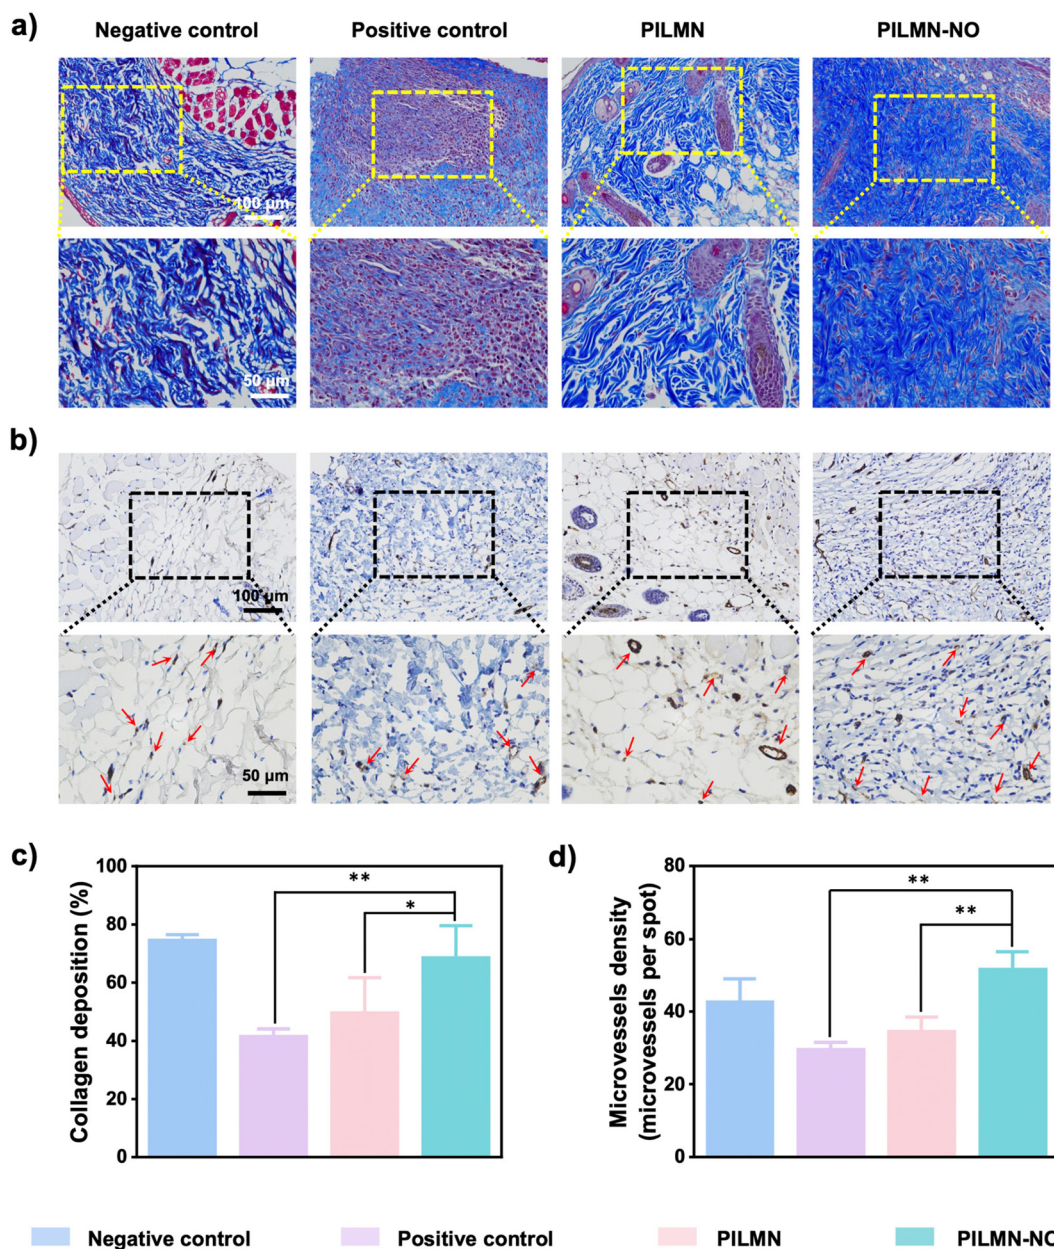 a)
Negative control
Positive control
PILMN
PILMN-NO
100 μm
50 μm
b)
100 μm
50 μm
c)
Collagen deposition (%)
100
80
60
40
20
0
**
*
d)
Microvessels density
(microvessels per spot)
80
60
40
20
0
**
**
Negative control
Positive control
PILMN
PILMN-NO